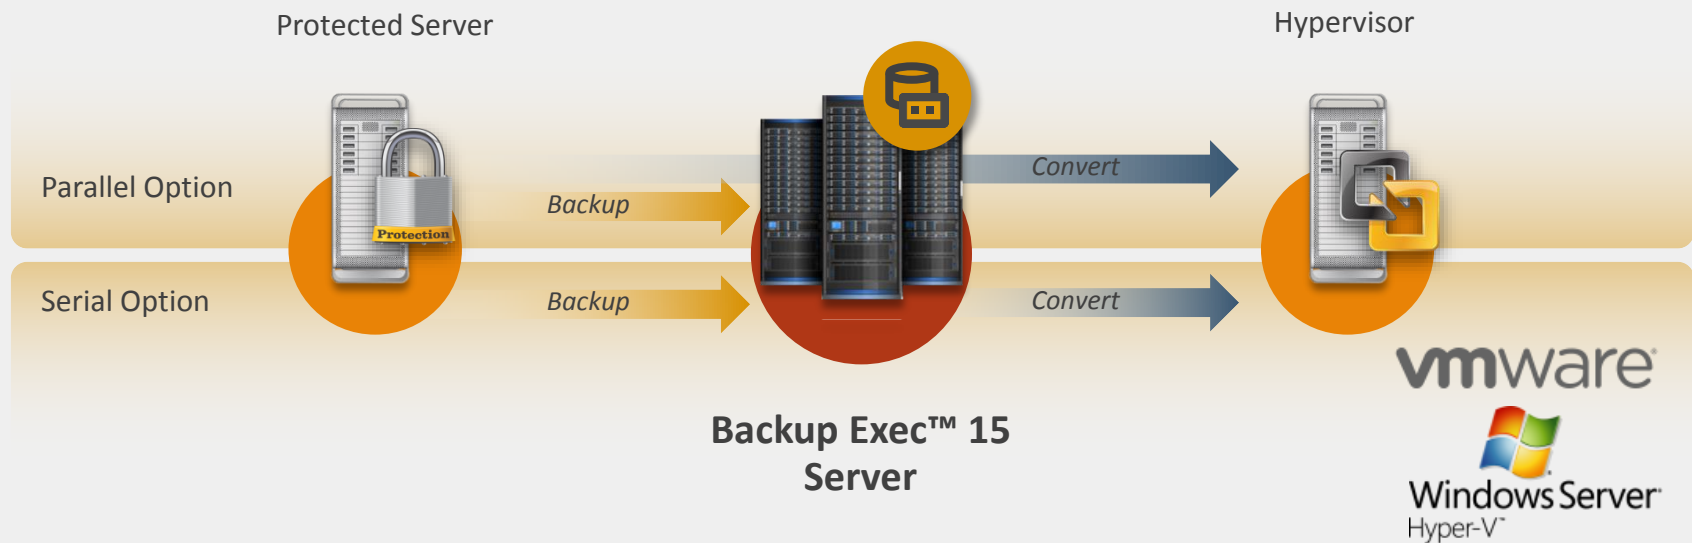 Protected Server
Hypervisor
Parallel Option
Backup
Convert
Protection
Serial Option
Backup
Convert
Backup Exec™ 15
Server
vmware
Windows Server
Hyper-V™